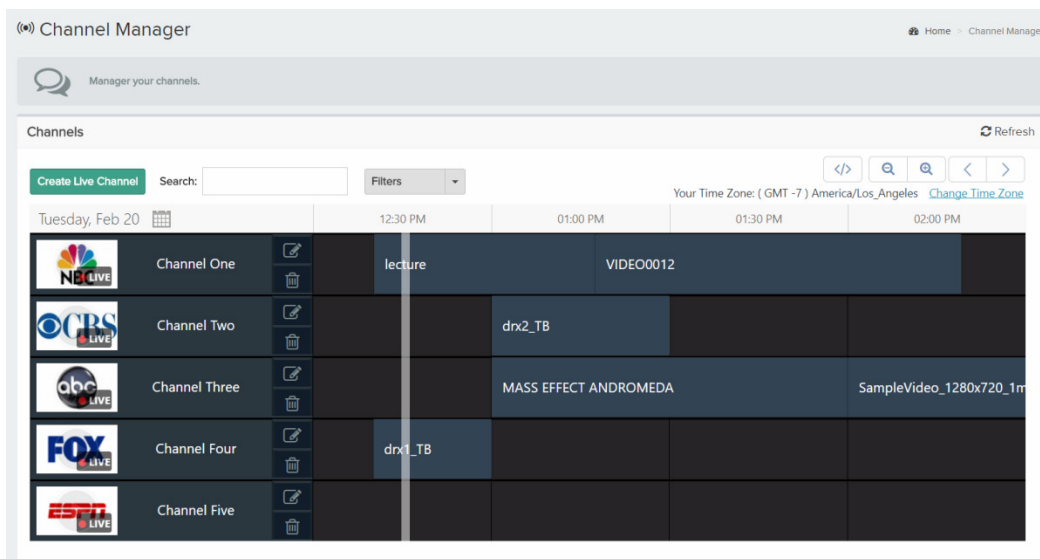 Channel Manager
Home > Channel Manage
Manager your channels.
Channels
Refresh
Create Live Channel Search: Filters </>
Your Time Zone: ( GMT -7 ) America/Los_Angeles Change Time Zone
Tuesday, Feb 20 12:30 PM 01:00 PM 01:30 PM 02:00 PM
NBC LIVE Channel One lecture VIDEO0012
CBS LIVE Channel Two drx2_TB
abc LIVE Channel Three MASS EFFECT ANDROMEDA SampleVideo_1280x720_1m
FOX LIVE Channel Four drx1_TB
ESPN LIVE Channel Five